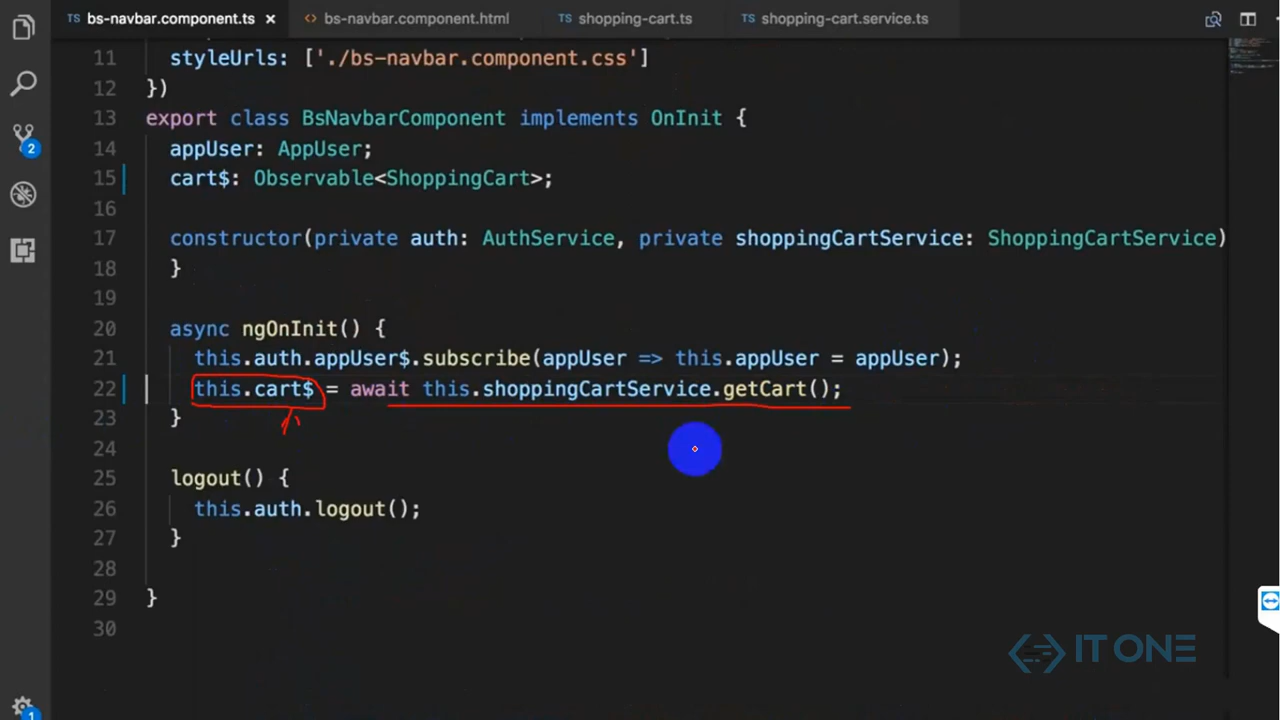 bs-navbar.component.ts × <> bs-navbar.component.html TS shopping-cart.ts TS shopping-cart.service.ts
11 styleUrls: ['./bs-navbar.component.css']
12 })
13 export class BsNavbarComponent implements OnInit {
14 appUser: AppUser;
15 cart$: Observable<ShoppingCart>;
16
17 constructor(private auth: AuthService, private shoppingCartService: ShoppingCartService)
18 }
19
20 async ngOnInit() {
21 this.auth.appUser$.subscribe(appUser => this.appUser = appUser);
22 this.cart$ = await this.shoppingCartService.getCart();
23 }
24
25 logout() {
26 this.auth.logout();
27 }
28
29 }
30
2
1
IT ONE